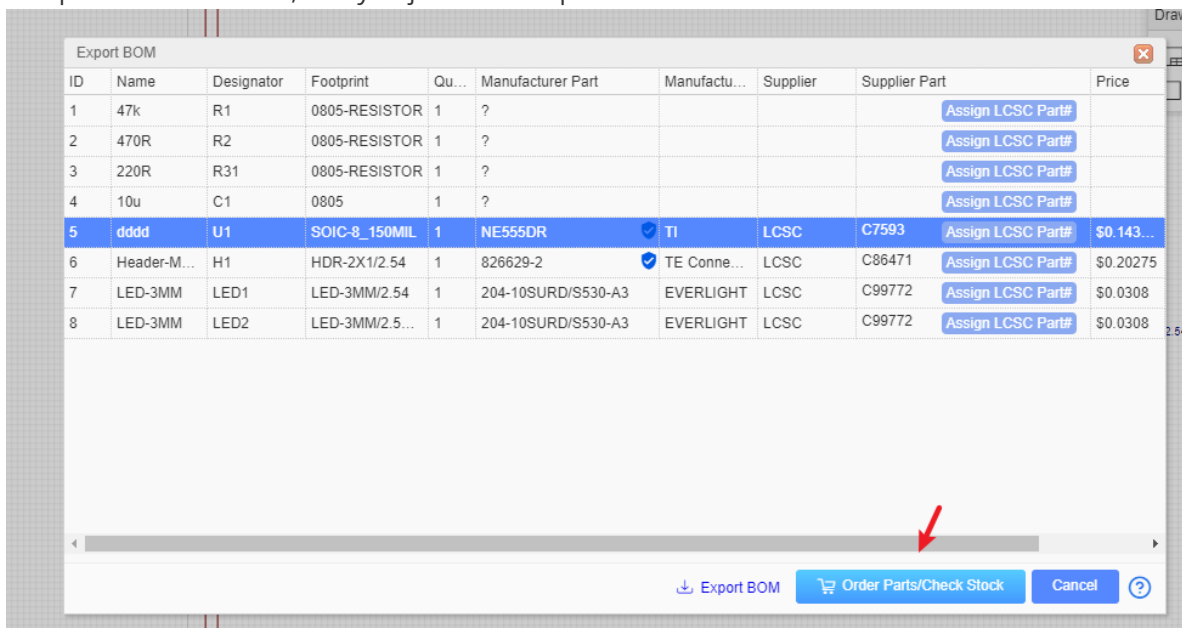 Draw
Export BOM
ID Name Designator Footprint Qu... Manufacturer Part Manufactu... Supplier Supplier Part Price
1 47k R1 0805-RESISTOR 1 ? Assign LCSC Part#
2 470R R2 0805-RESISTOR 1 ? Assign LCSC Part#
3 220R R31 0805-RESISTOR 1 ? Assign LCSC Part#
4 10u C1 0805 1 ? Assign LCSC Part#
5 dddd U1 SOIC-8_150MIL 1 NE555DR TI LCSC C7593 Assign LCSC Part# $0.143...
6 Header-M... H1 HDR-2X1/2.54 1 826629-2 TE Conne... LCSC C86471 Assign LCSC Part# $0.20275
7 LED-3MM LED1 LED-3MM/2.54 1 204-10SURD/S530-A3 EVERLIGHT LCSC C99772 Assign LCSC Part# $0.0308
8 LED-3MM LED2 LED-3MM/2.5... 1 204-10SURD/S530-A3 EVERLIGHT LCSC C99772 Assign LCSC Part# $0.0308
2.54
Export BOM Order Parts/Check Stock Cancel ?